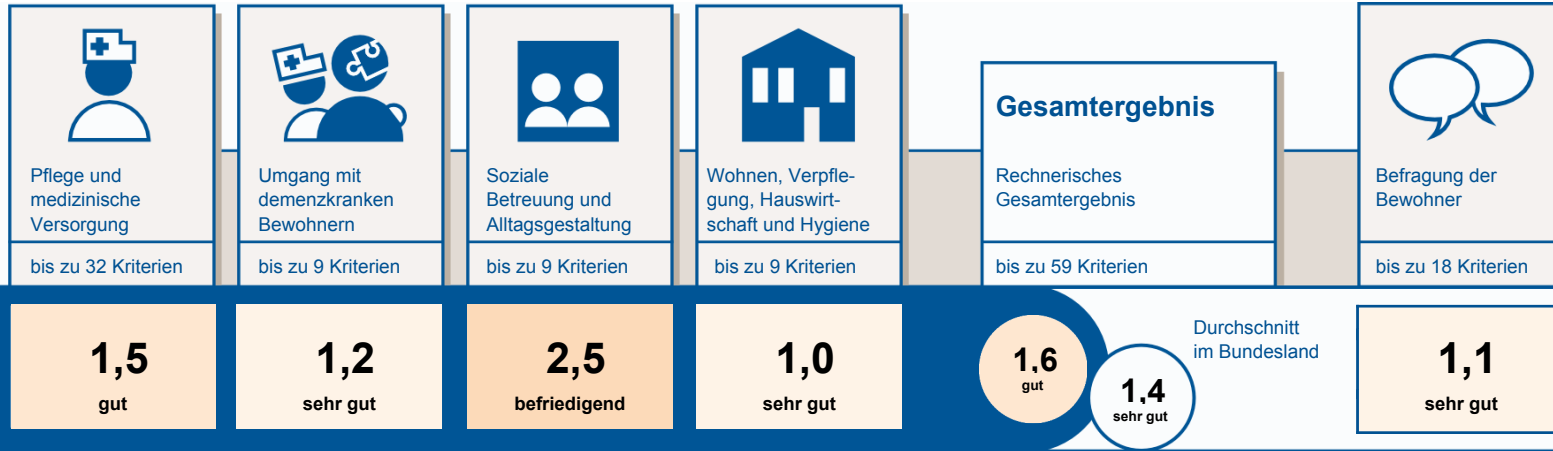 Pflege und
medizinische
Versorgung
bis zu 32 Kriterien
1,5
gut
Umgang mit
demenzkranken
Bewohnern
bis zu 9 Kriterien
1,2
sehr gut
Soziale
Betreuung und
Alltagsgestaltung
bis zu 9 Kriterien
2,5
befriedigend
Wohnen, Verpfle-
gung, Hauswirt-
schaft und Hygiene
bis zu 9 Kriterien
1,0
sehr gut
Gesamtergebnis
Rechnerisches
Gesamtergebnis
bis zu 59 Kriterien
1,6
gut
Durchschnitt
im Bundesland
1,4
sehr gut
Befragung der
Bewohner
bis zu 18 Kriterien
1,1
sehr gut